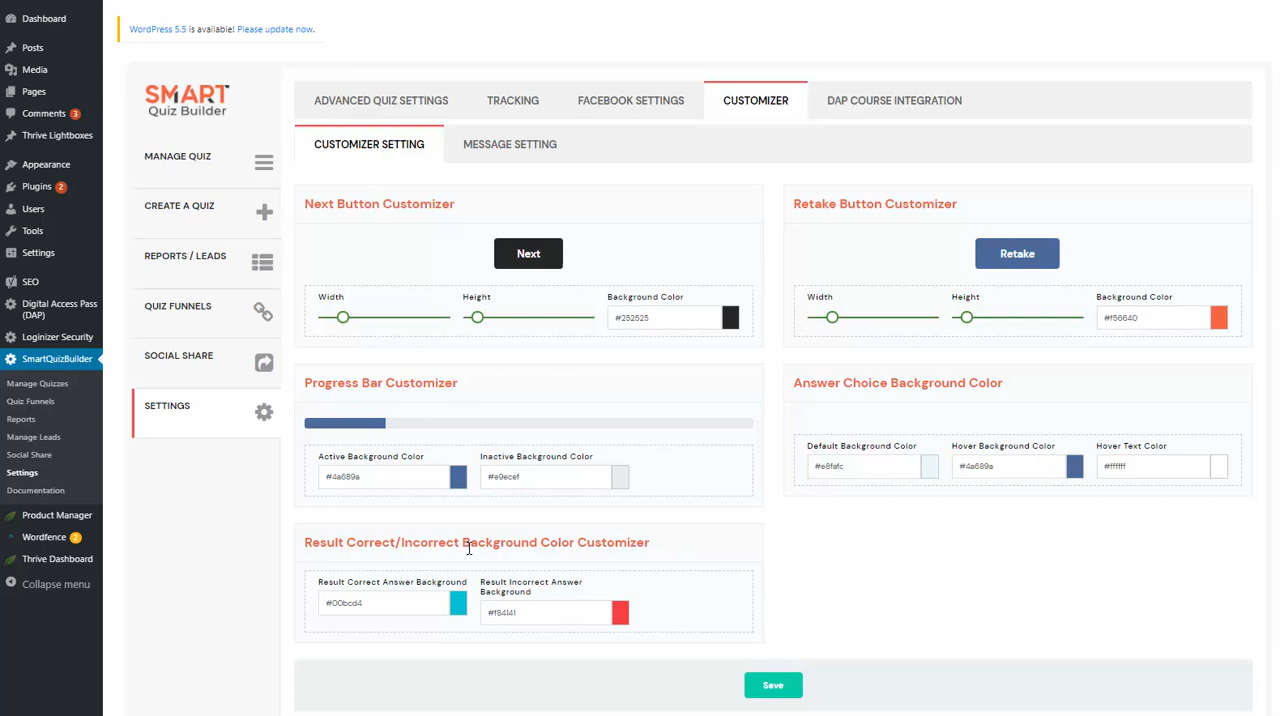 Dashboard
Posts
Media
Pages
Comments 3
Thrive Lightboxes
Appearance
Plugins 2
Users
Tools
Settings
SEO
Digital Access Pass
(DAP)
Loginizer Security
SmartQuizBuilder
Manage Quizzes
Quiz Funnels
Reports
Manage Leads
Social Share
Settings
Documentation
Product Manager
Wordfence 2
Thrive Dashboard
Collapse menu
WordPress 5.5 is available! Please update now.
SMART
Quiz Builder
MANAGE QUIZ
CREATE A QUIZ
REPORTS / LEADS
QUIZ FUNNELS
SOCIAL SHARE
SETTINGS
ADVANCED QUIZ SETTINGS TRACKING FACEBOOK SETTINGS CUSTOMIZER DAP COURSE INTEGRATION
CUSTOMIZER SETTING MESSAGE SETTING
Next Button Customizer
Next
Width Height Background Color
#252525
Retake Button Customizer
Retake
Width Height Background Color
#f56640
Progress Bar Customizer
Active Background Color Inactive Background Color
#4a689a #e9ecef
Answer Choice Background Color
Default Background Color Hover Background Color Hover Text Color
#e8fafc #4a689a #ffffff
Result Correct/Incorrect Background Color Customizer
Result Correct Answer Background
#00bcd4
Result Incorrect Answer
Background
#f84141
Save